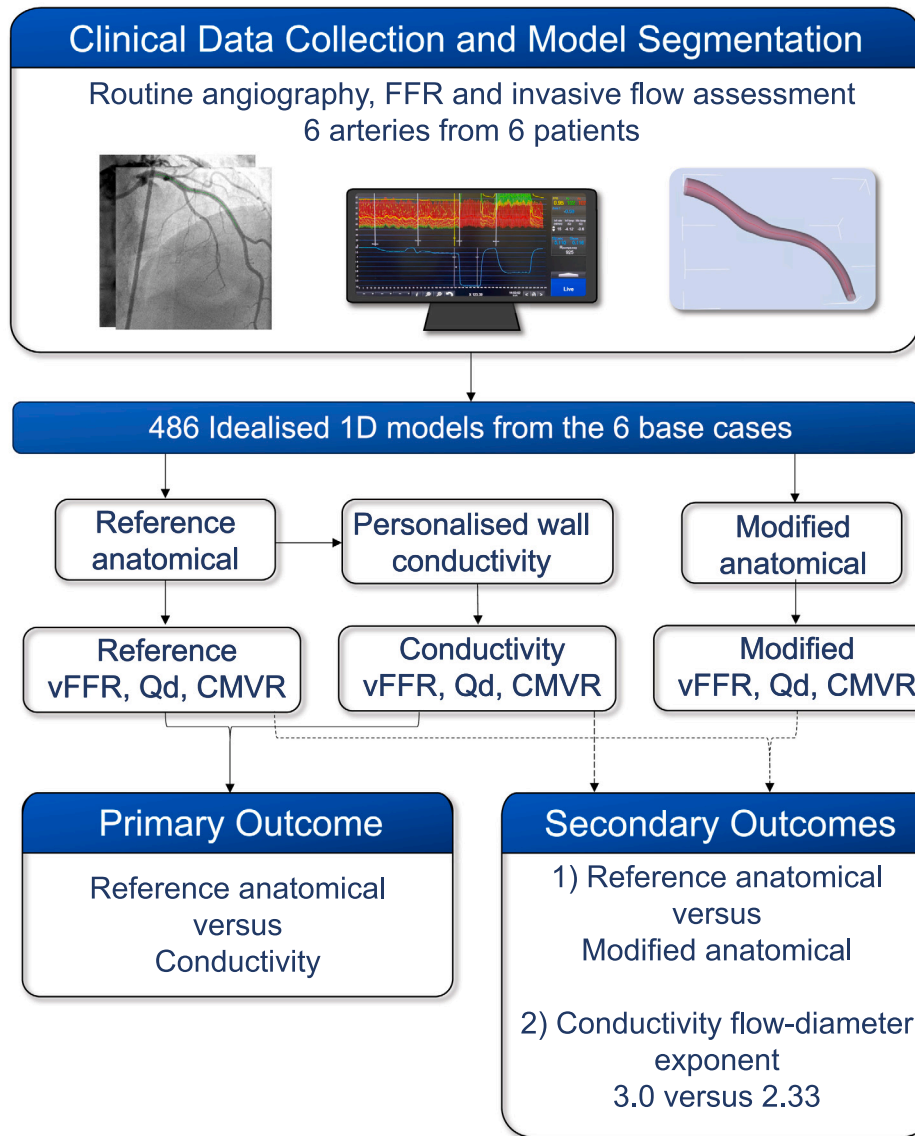 Clinical Data Collection and Model Segmentation
Routine angiography, FFR and invasive flow assessment
6 arteries from 6 patients
Live
486 Idealised 1D models from the 6 base cases
Reference
anatomical
Personalised wall
conductivity
Modified
anatomical
Reference
vFFR, Qd, CMVR
Conductivity
vFFR, Qd, CMVR
Modified
vFFR, Qd, CMVR
Primary Outcome
Reference anatomical
versus
Conductivity
Secondary Outcomes
1) Reference anatomical
versus
Modified anatomical
2) Conductivity flow-diameter
exponent
3.0 versus 2.33